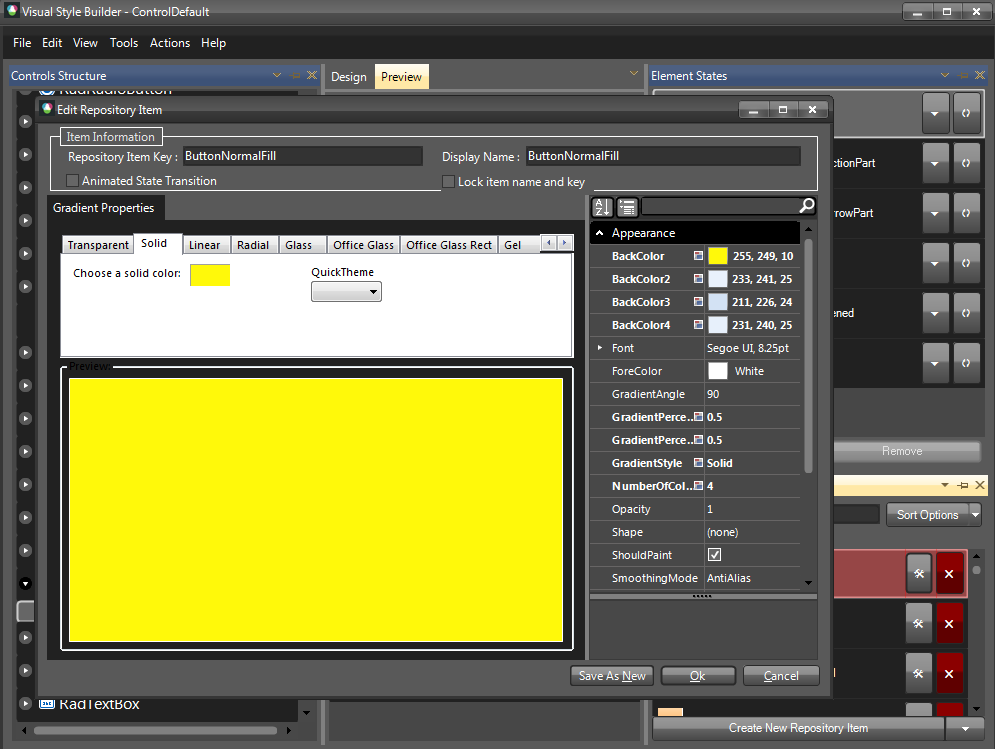 Visual Style Builder - ControlDefault
File Edit View Tools Actions Help
Controls Structure
Design Preview
Element States
Edit Repository Item
Item Information
Repository Item Key : ButtonNormalFill
Display Name : ButtonNormalFill
Animated State Transition
Lock item name and key
Gradient Properties
Transparent Solid Linear Radial Glass Office Glass Office Glass Rect Gel
Choose a solid color:
QuickTheme
Preview:
Appearance
BackColor 255, 249, 10
BackColor2 233, 241, 25
BackColor3 211, 226, 24
BackColor4 231, 240, 25
Font Segoe UI, 8.25pt
ForeColor White
GradientAngle 90
GradientPerce... 0.5
GradientPerce... 0.5
GradientStyle Solid
NumberOfCol... 4
Opacity 1
Shape (none)
ShouldPaint
SmoothingMode AntiAlias
Save As New Ok Cancel
ctionPart
rowPart
ned
Remove
Sort Options
RadTextBox
Create New Repository Item